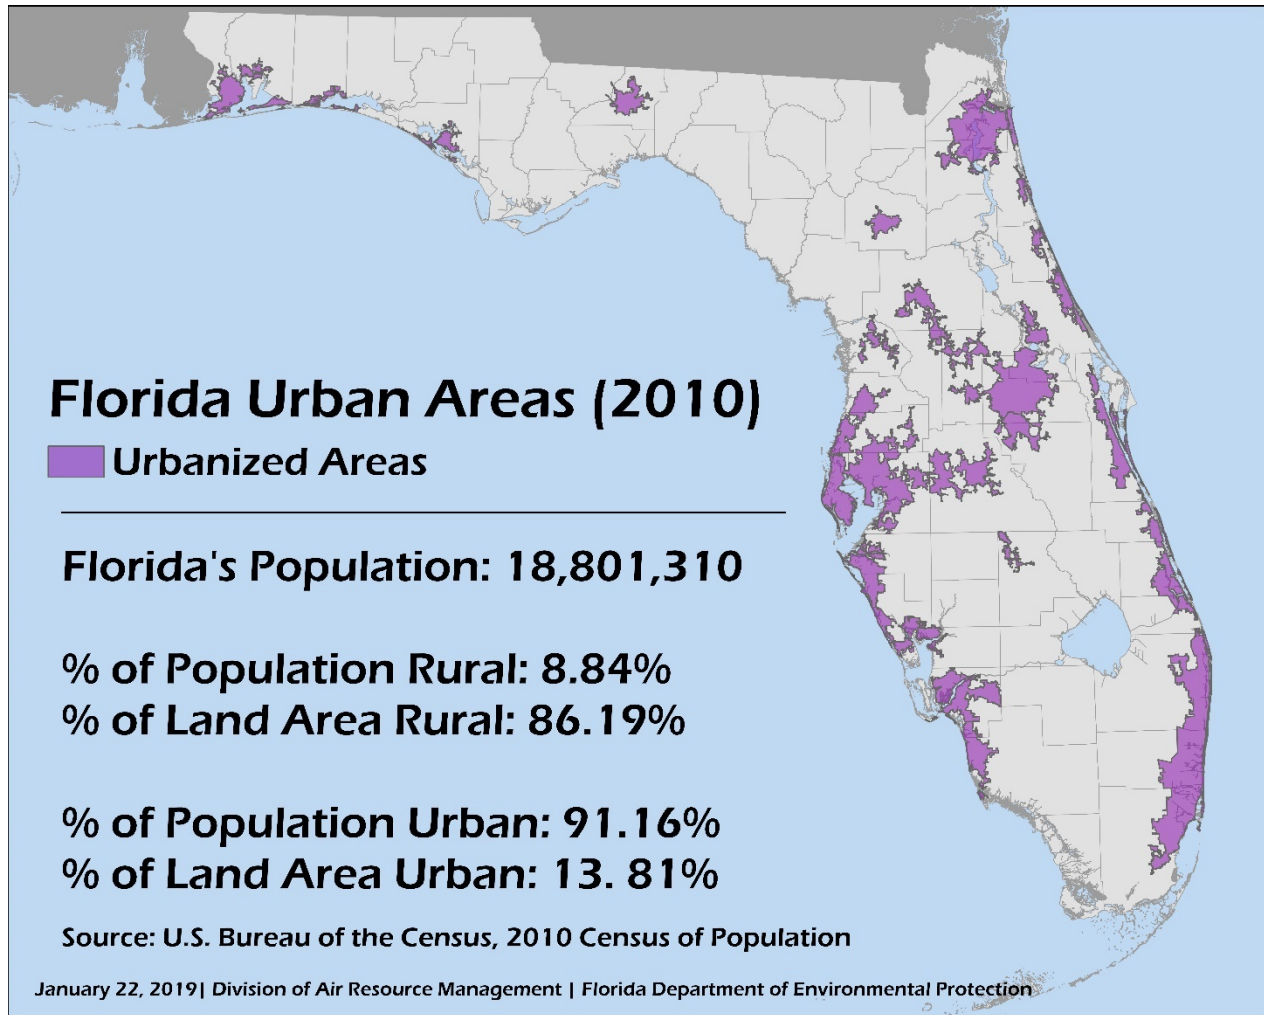 Florida Urban Areas (2010)
Urbanized Areas
Florida's Population: 18,801,310
% of Population Rural: 8.84%
% of Land Area Rural: 86.19%
% of Population Urban: 91.16%
% of Land Area Urban: 13. 81%
Source: U.S. Bureau of the Census, 2010 Census of Population
January 22, 2019| Division of Air Resource Management | Florida Department of Environmental Protection